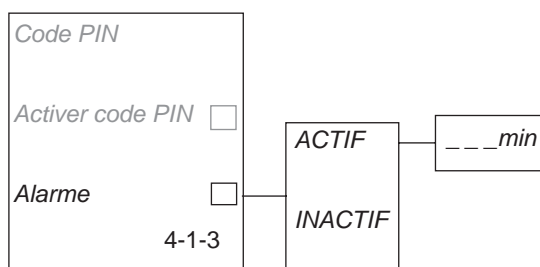 Code PIN
Activer code PIN
Alarme
4-1-3
ACTIF
INACTIF
_ _ _min